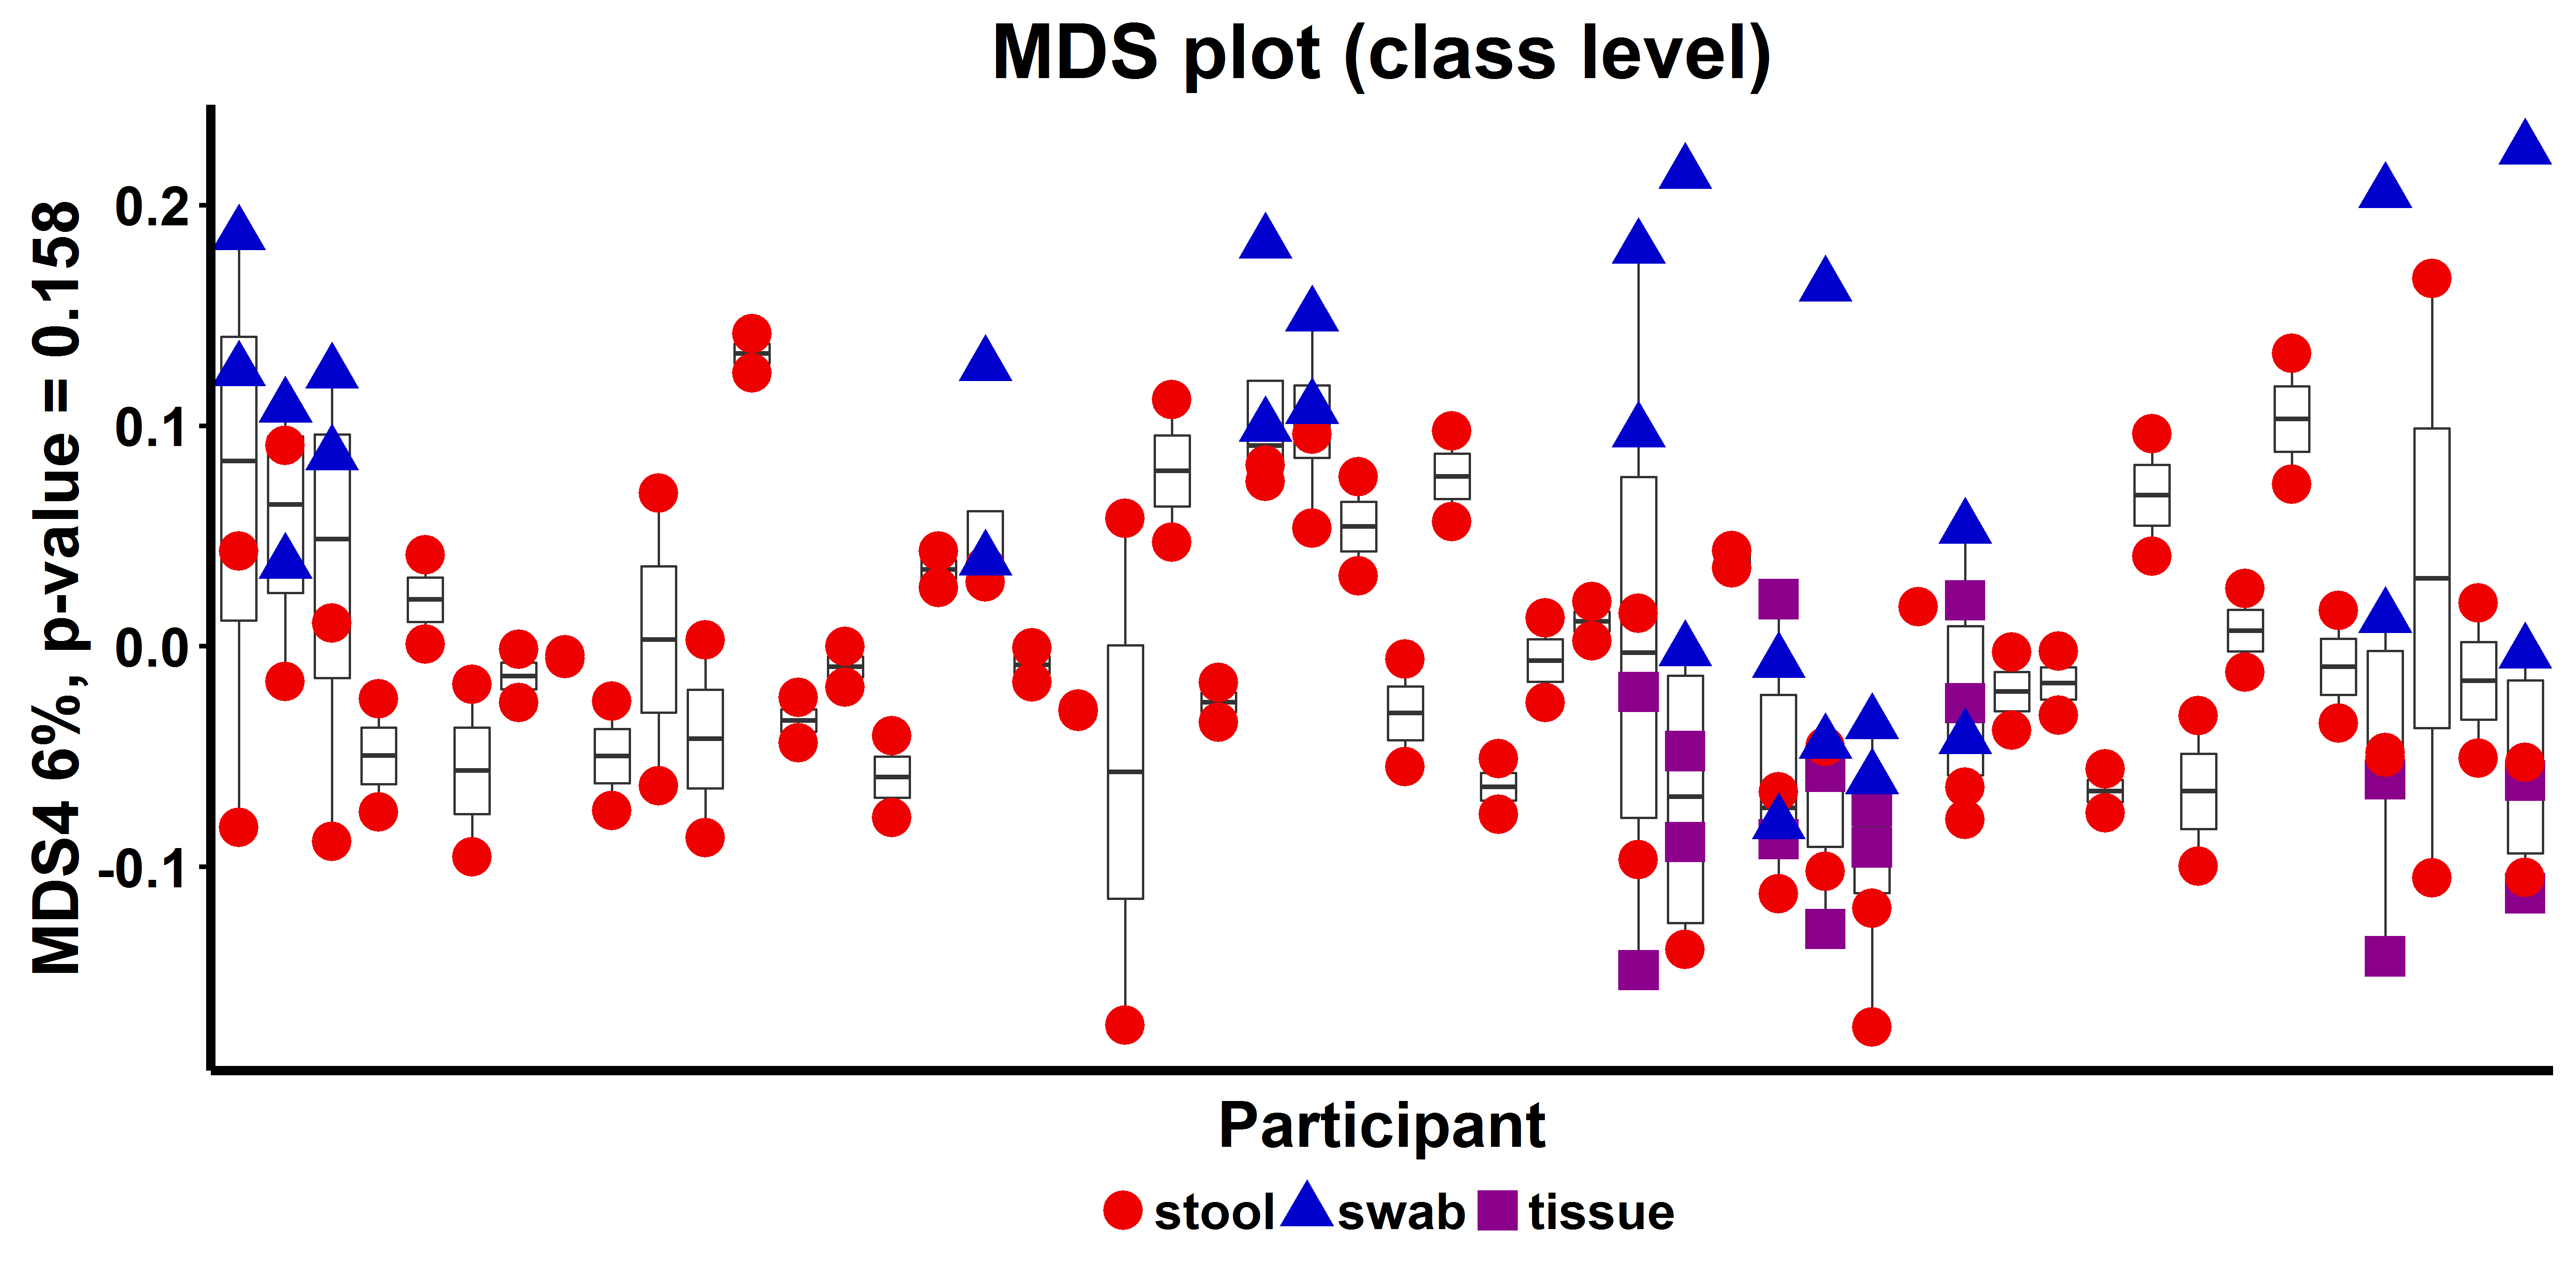 MDS plot (class level)
MDS4 6%, p-value = 0.158
0.2
0.1
0.0
-0.1
Participant
stool swab tissue